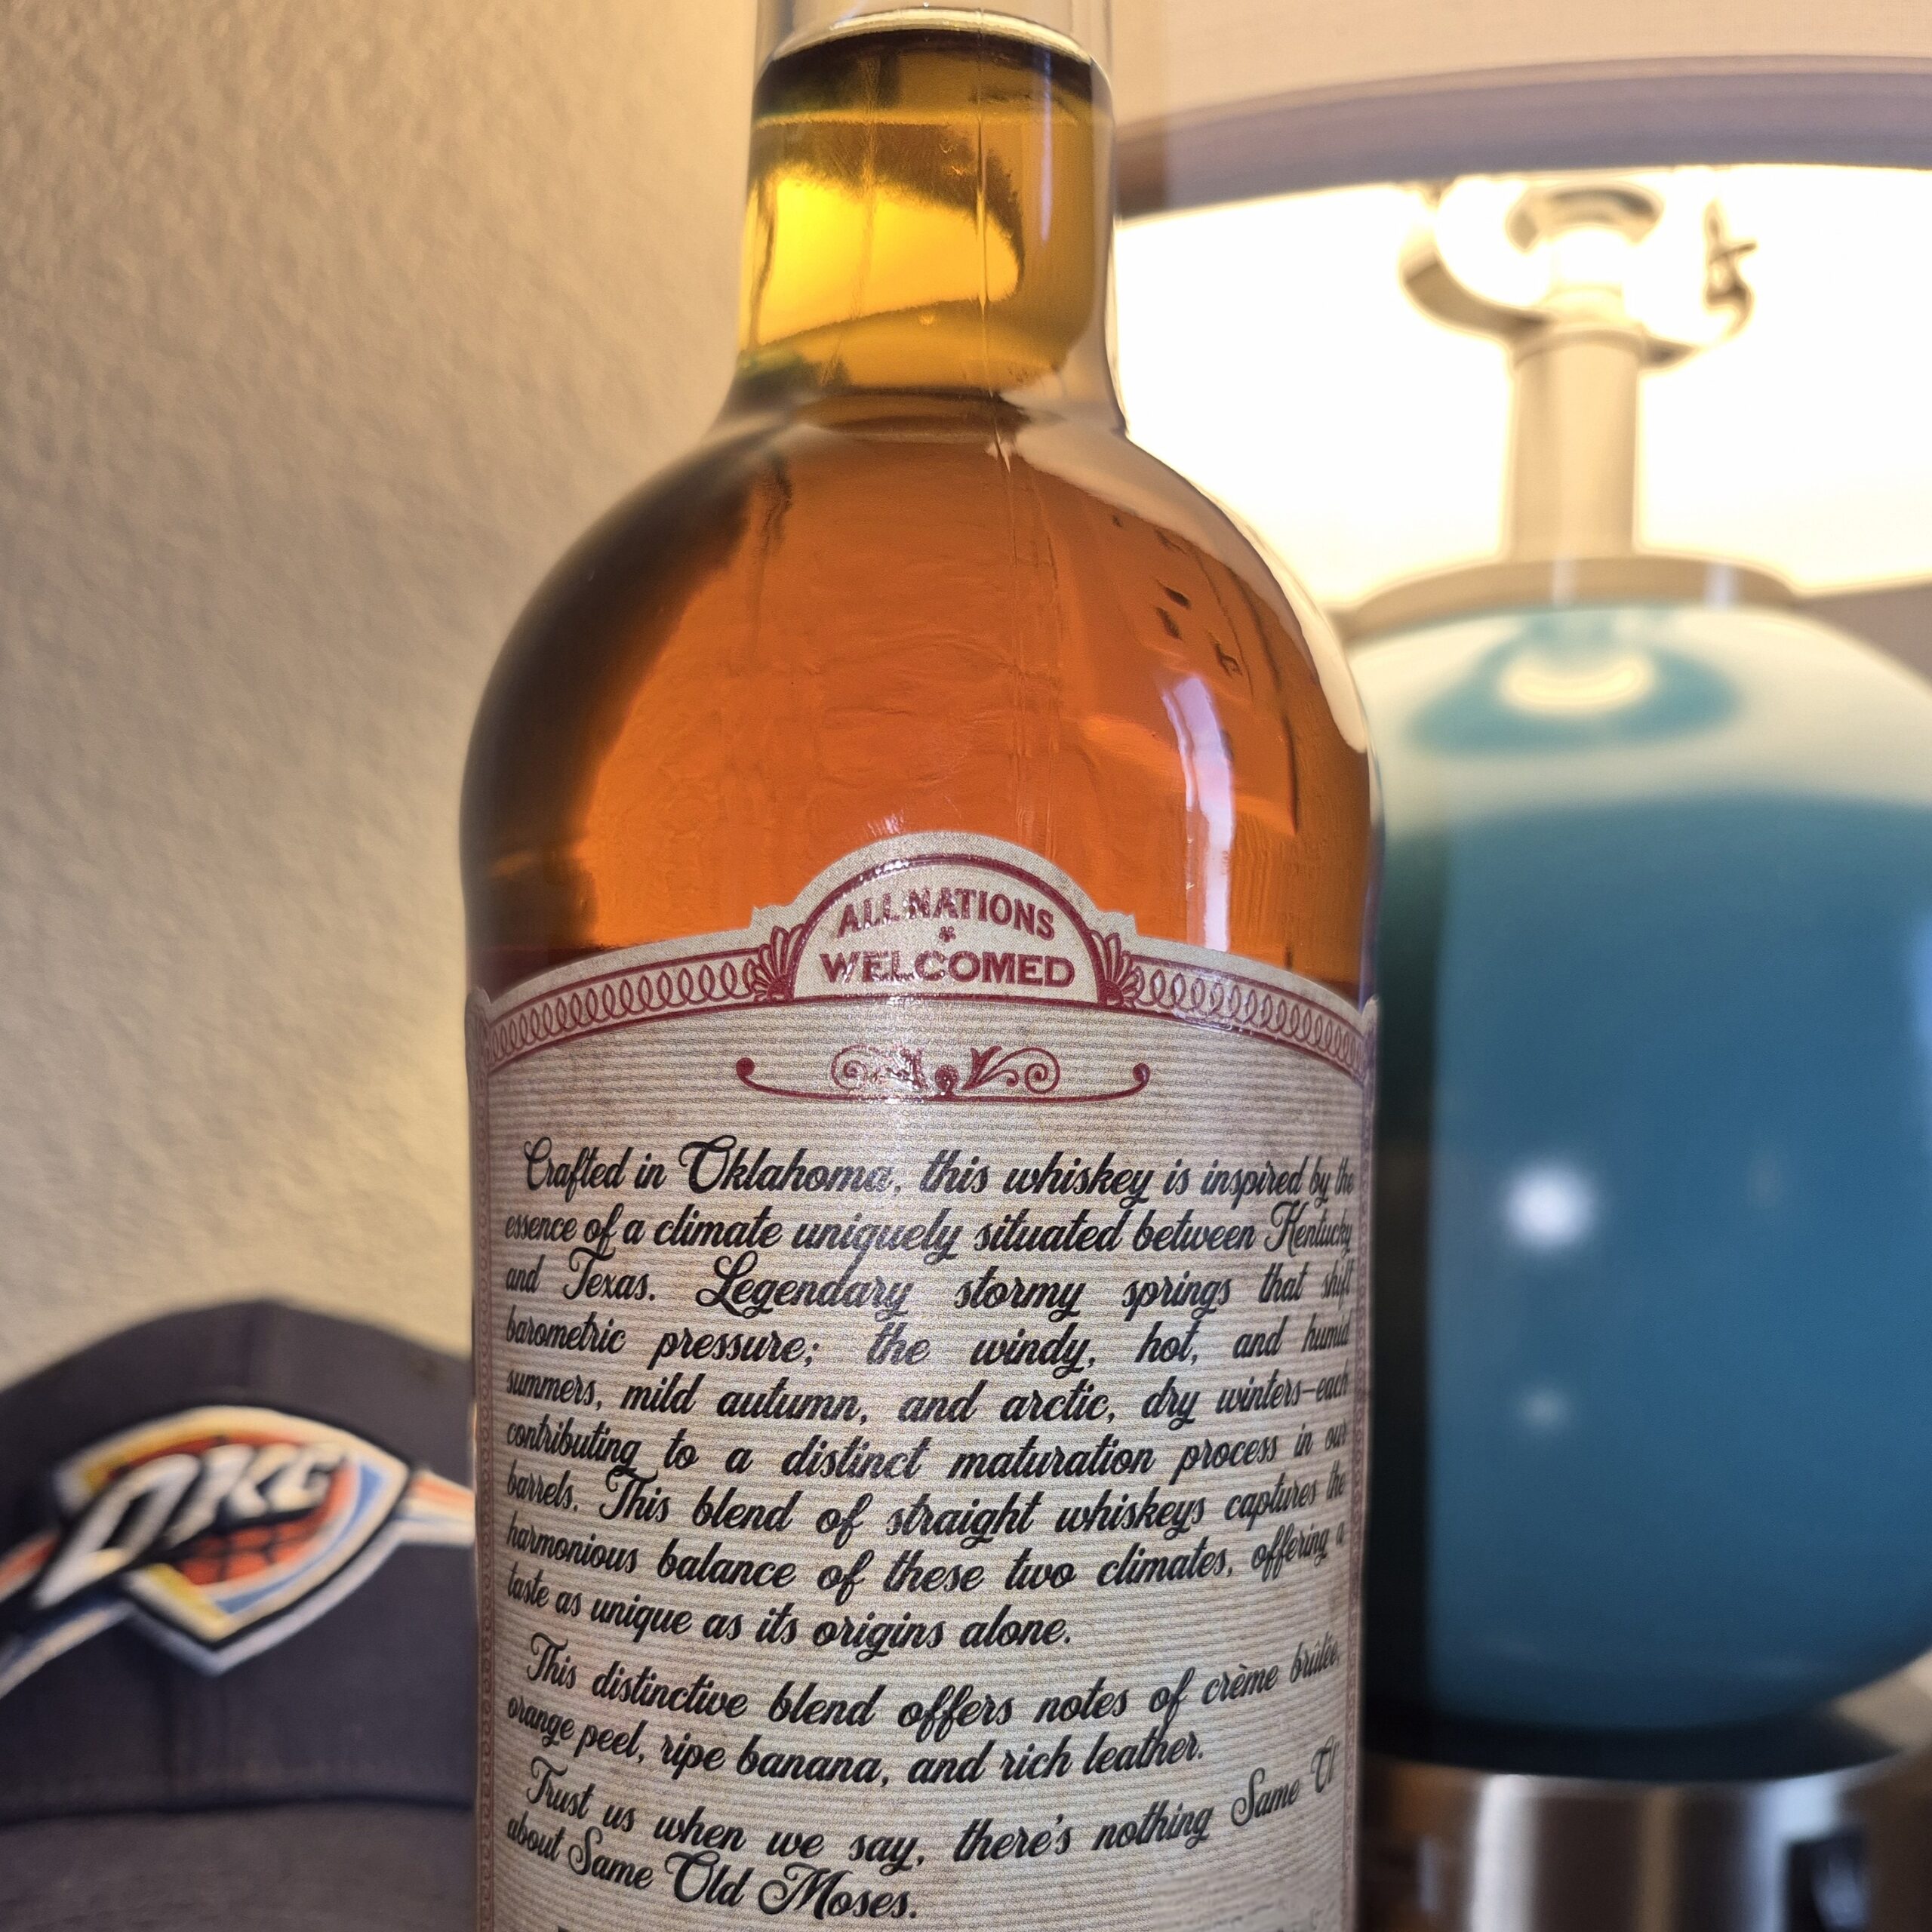 ALL NATIONS
WELCOMED
Crafted in Oklahoma, this whiskey is inspired by the
essence of a climate uniquely situated between Kentucky
and Texas. Legendary stormy springs that shift
barometric pressure; the windy, hot, and humid
summers, mild autumn, and arctic, dry winters—each
contributing to a distinct maturation process in our
barrels. This blend of straight whiskeys captures the
harmonious balance of these two climates, offering a
taste as unique as its origins alone.
This distinctive blend offers notes of crème brûlée,
orange peel, ripe banana, and rich leather.
Trust us when we say, there's nothing Same
about Same Old Moses.
OKC